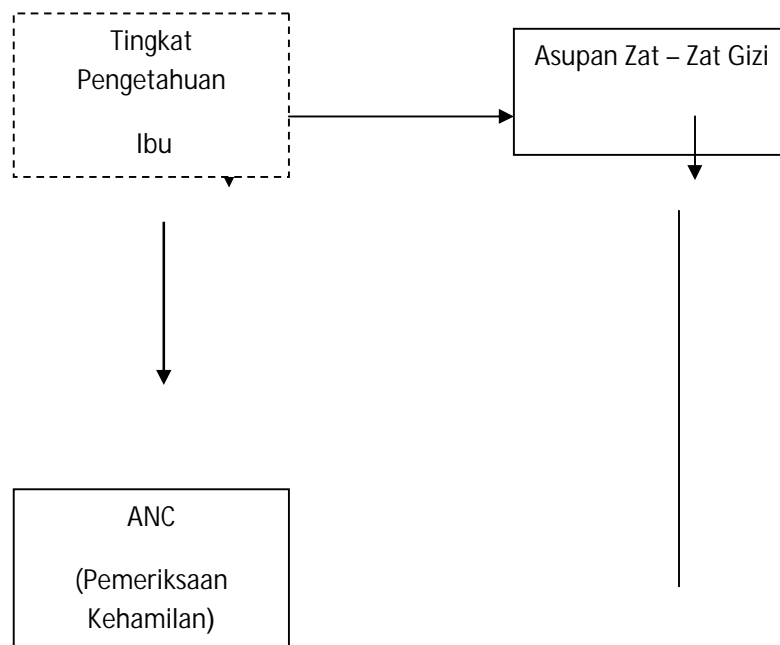 Tingkat
Pengetahuan
Ibu
Asupan Zat – Zat Gizi
ANC
(Pemeriksaan
Kehamilan)